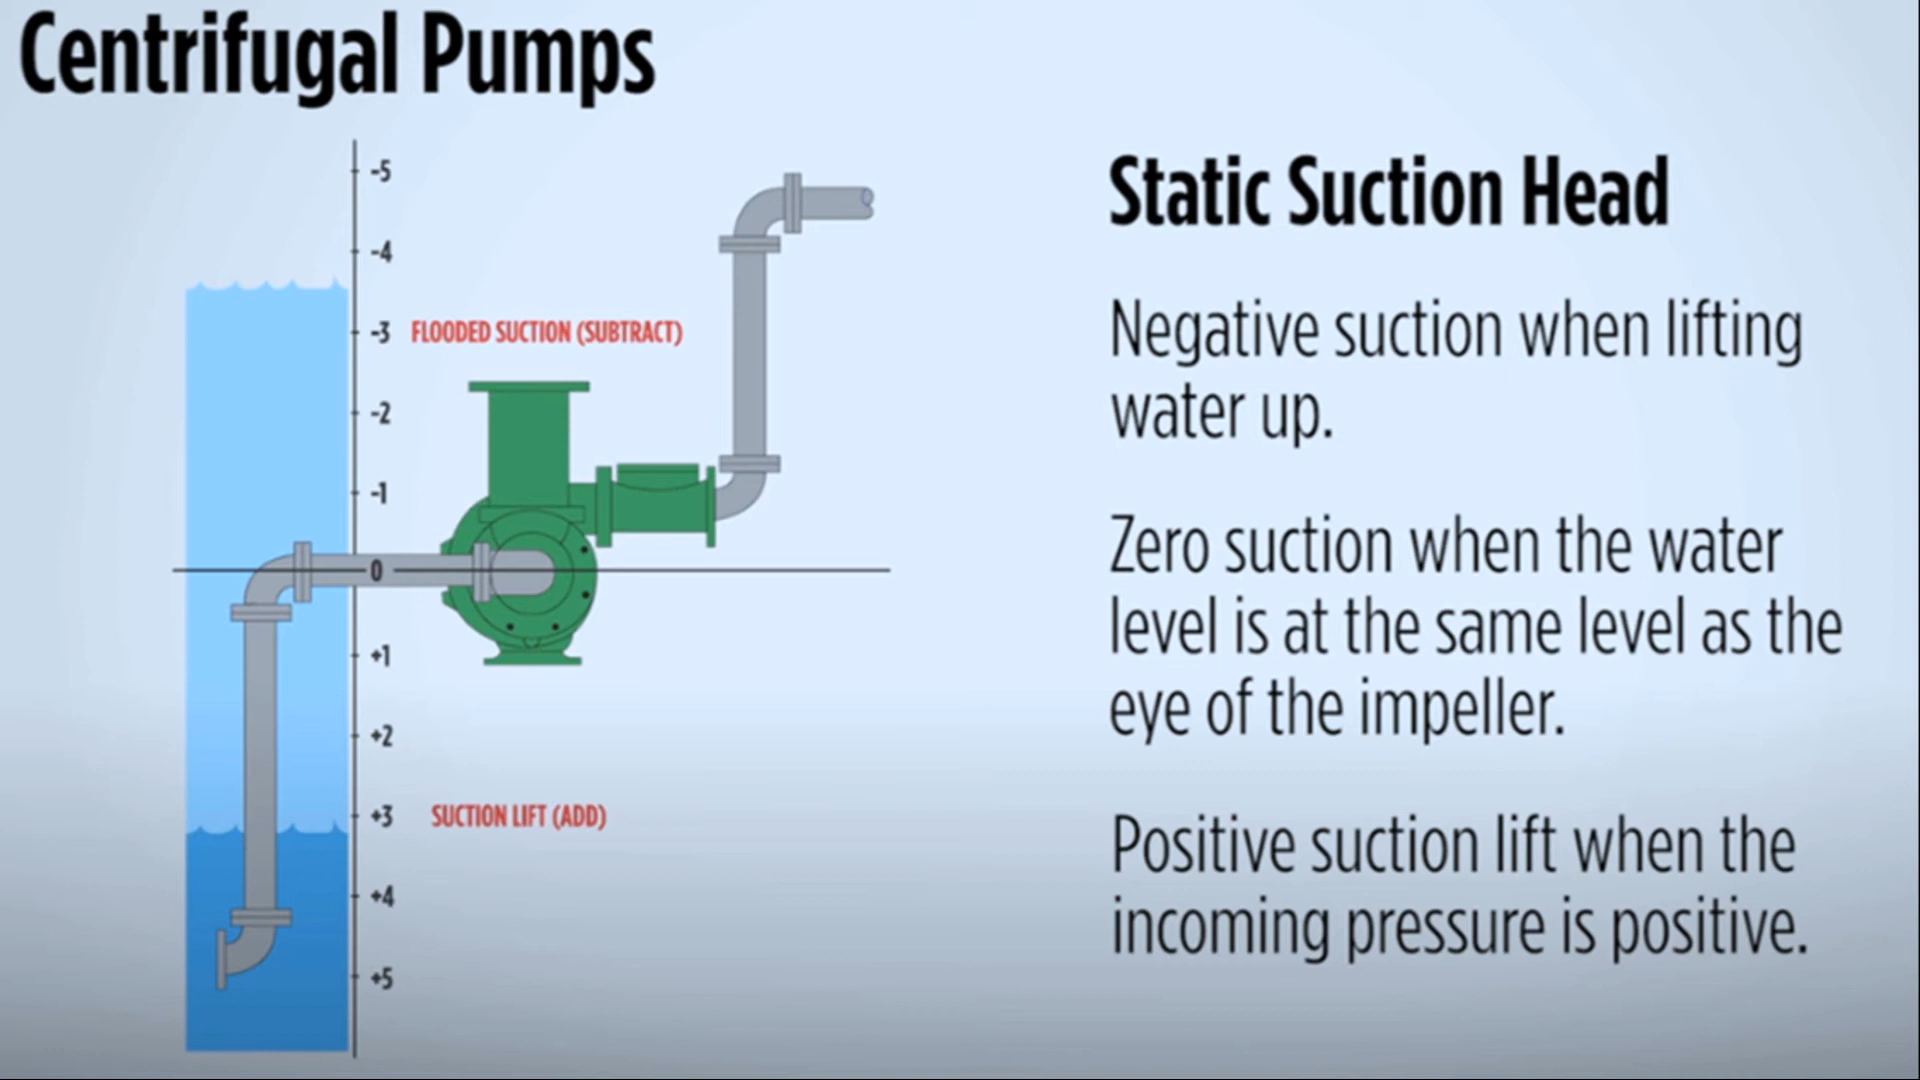 Centrifugal Pumps
-5
-4
-3 FLOODED SUCTION (SUBTRACT)
-2
-1
0
+1
+2
+3 SUCTION LIFT (ADD)
+4
+5
Static Suction Head
Negative suction when lifting
water up.
Zero suction when the water
level is at the same level as the
eye of the impeller.
Positive suction lift when the
incoming pressure is positive.